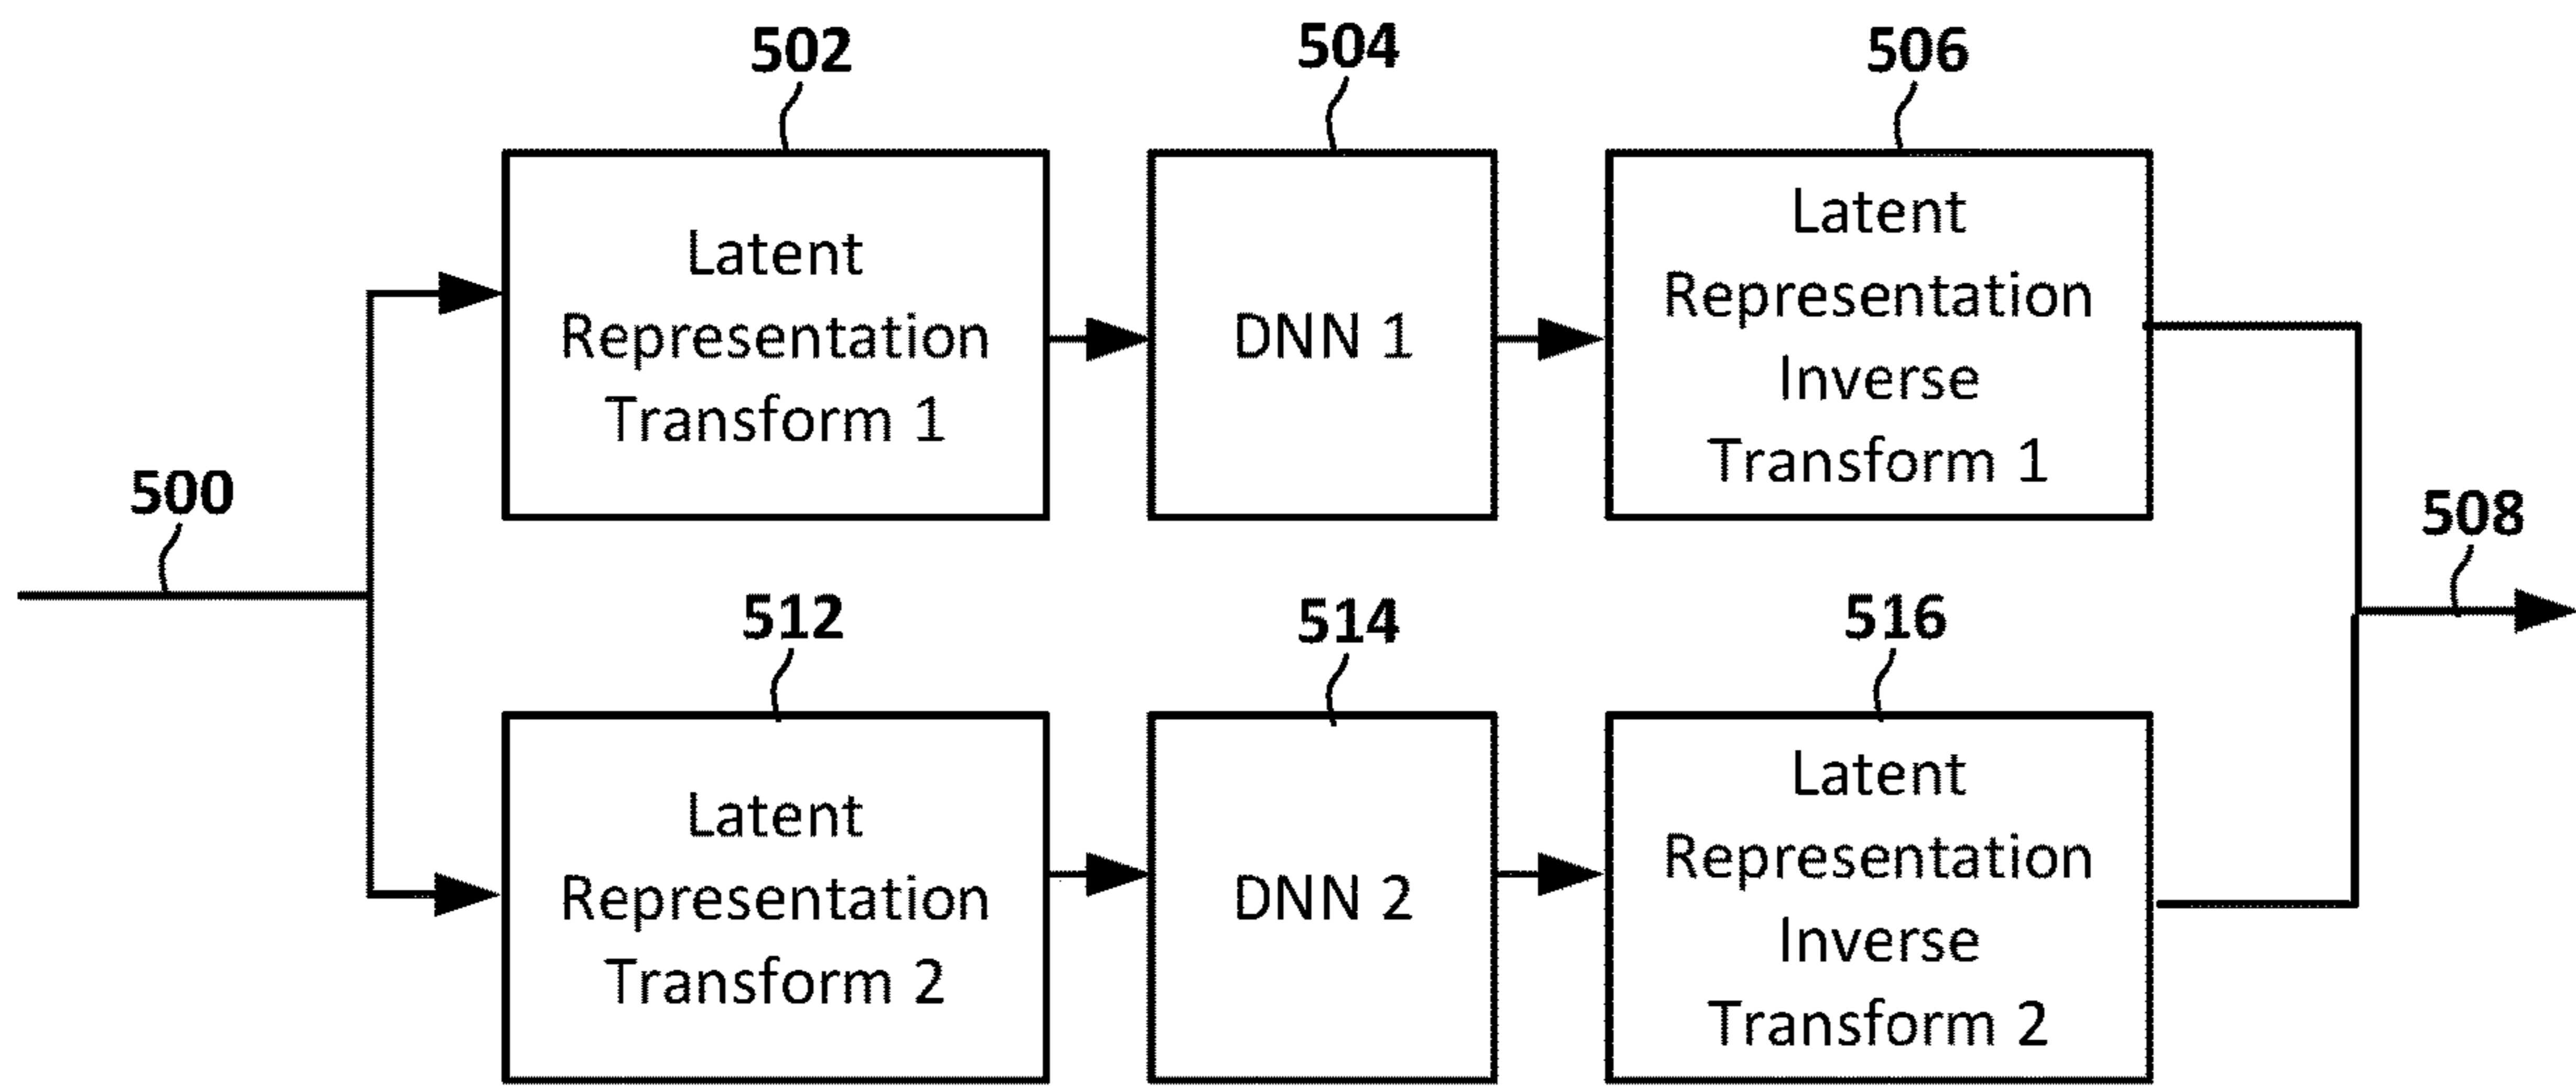 502
504
506
Latent
Representation
Transform 1
DNN 1
Latent
Representation
Inverse
Transform 1
500
508
512
514
516
Latent
Representation
Transform 2
DNN 2
Latent
Representation
Inverse
Transform 2